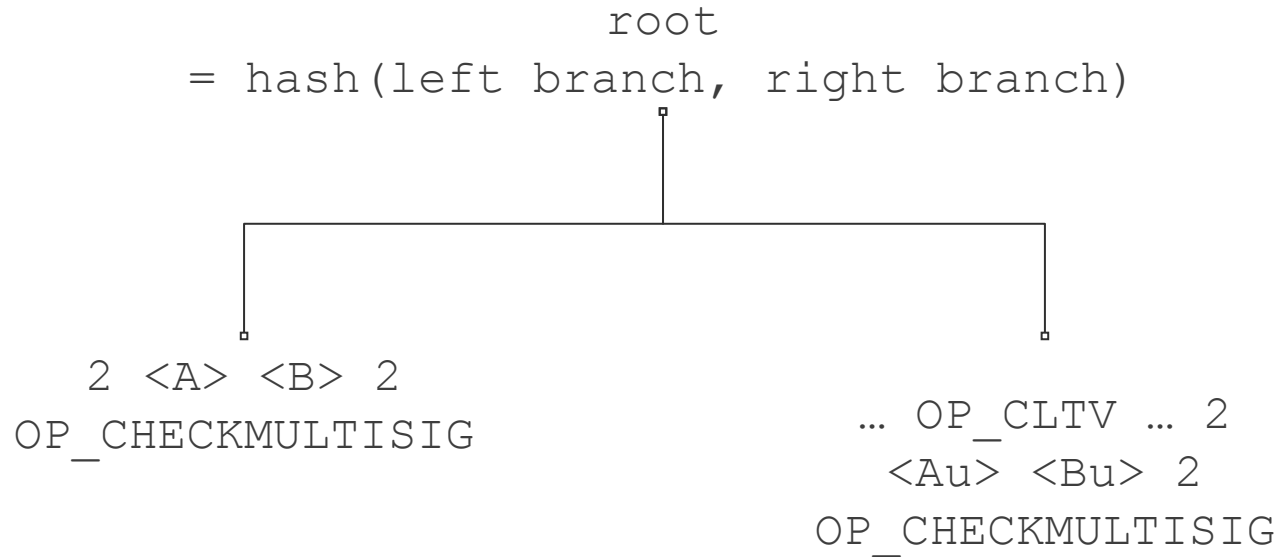 root
= hash(left branch, right branch)
2 <A> <B> 2
OP_CHECKMULTISIG
… OP_CLTV … 2
<Au> <Bu> 2
OP_CHECKMULTISIG